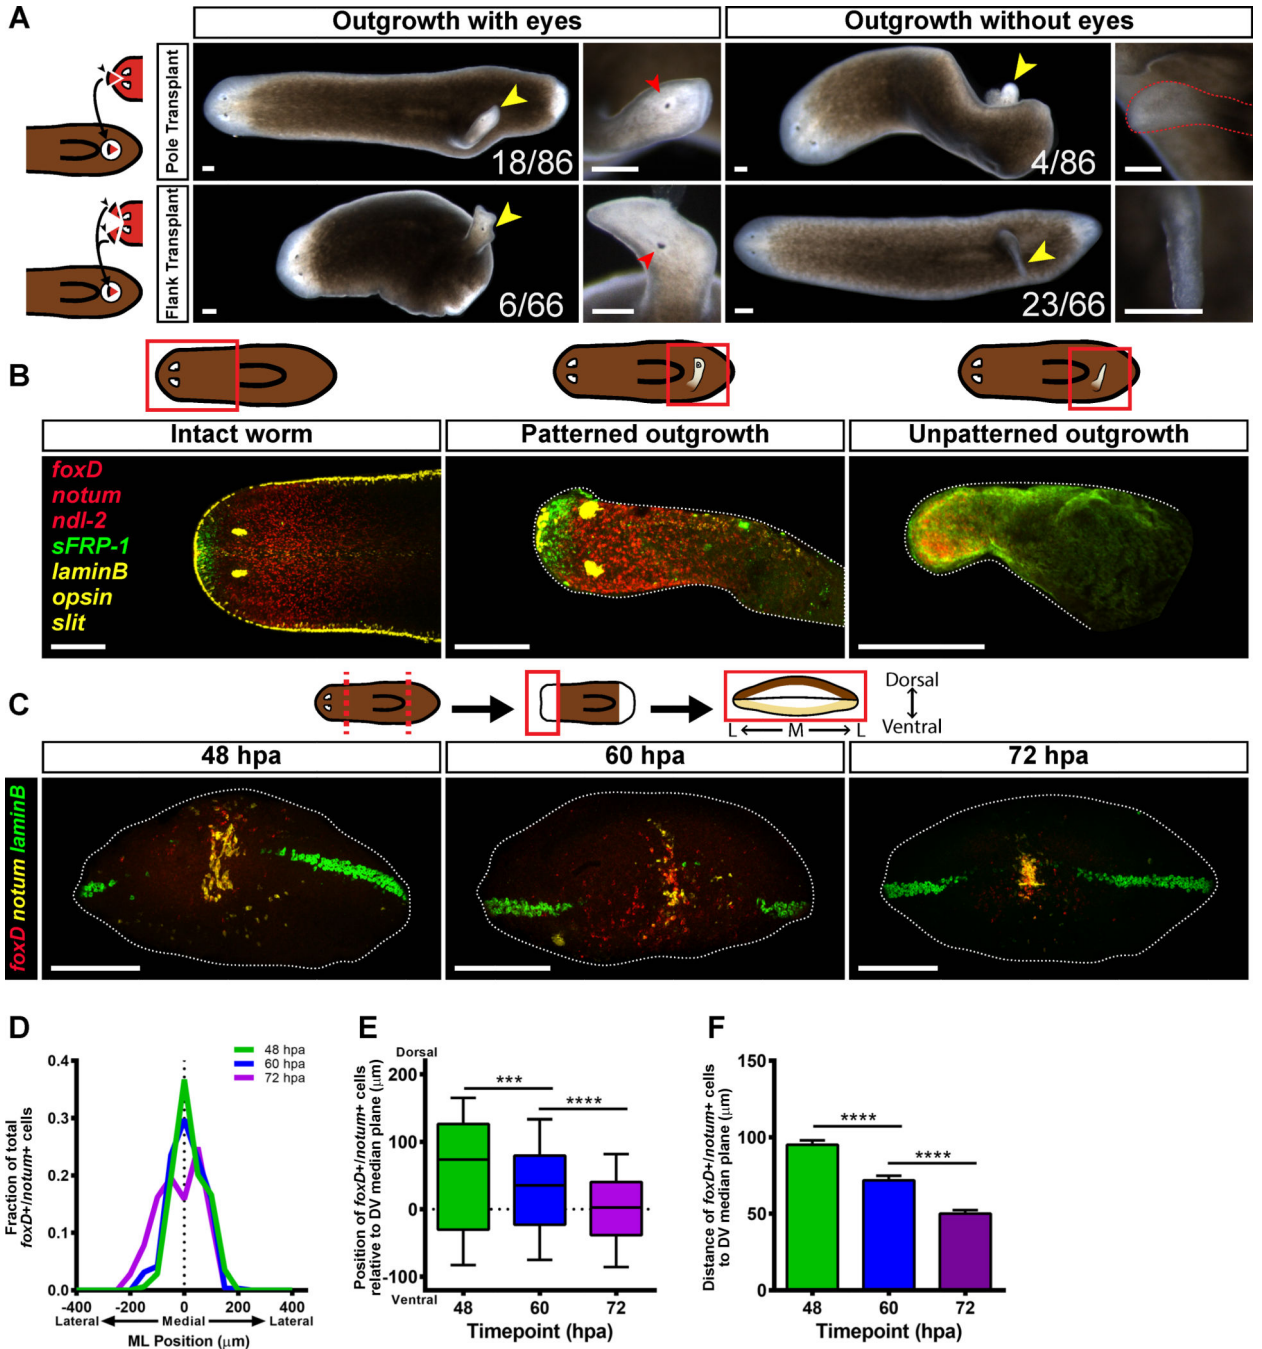 A
Outgrowth with eyes
Outgrowth without eyes
Pole Transplant
18/86
4/86
Flank Transplant
6/66
23/66
B
Intact worm
Patterned outgrowth
Unpatterned outgrowth
foxD
notum
ndl-2
sFRP-1
laminB
opsin
slit
C
Dorsal
Ventral
L M L
48 hpa
60 hpa
72 hpa
foxD notum laminB
D
48 hpa
60 hpa
72 hpa
Fraction of total
foxD+/notum+ cells
0.4
0.3
0.2
0.1
0.0
-400 -200 0 200 400
Lateral Medial Lateral
ML Position (µm)
E
Dorsal
Position of foxD+/notum+ cells
relative to DV median plane (µm)
200
100
0
-100
Ventral
*** 
****
48 60 72
Timepoint (hpa)
F
Distance of foxD+/notum+ cells
to DV median plane (µm)
150
100
50
0
****
****
48 60 72
Timepoint (hpa)